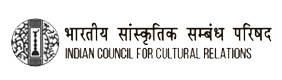 भारतीय सांस्कृतिक सम्बंध परिषद
INDIAN COUNCIL FOR CULTURAL RELATIONS